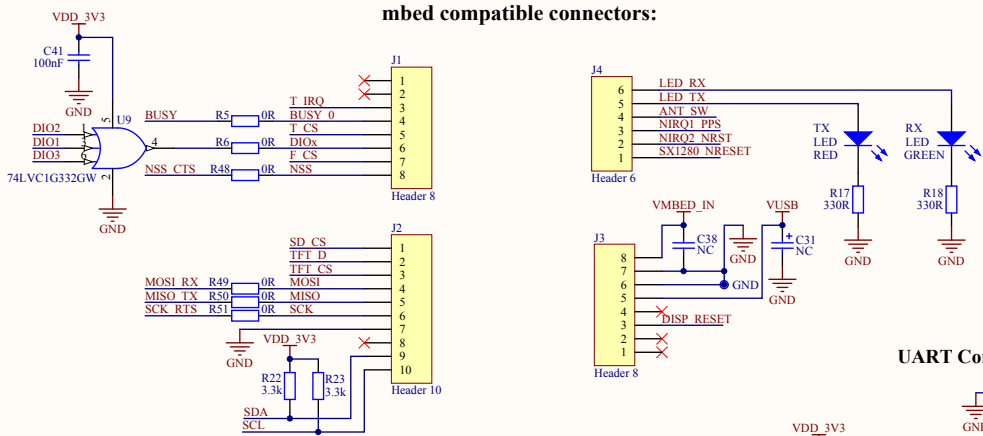 mbed compatible connectors:
VDD_3V3
C41
100nF
GND
5
U9
DIO2
DIO1
DIO3
1
3
6
4
2
74LVC1G332GW
GND
BUSY
R5
0R
R6
0R
NSS_CTS
R48
0R
J1
T_IRQ
BUSY_0
T_CS
DIOx
F_CS
NSS
1
2
3
4
5
6
7
8
Header 8
J4
6
5
4
3
2
1
LED_RX
LED_TX
ANT_SW
NIRQ1_PPS
NIRQ2_NRST
SX1280_NRESET
Header 6
TX
LED
RED
RX
LED
GREEN
R17
330R
R18
330R
GND
GND
J2
SD_CS
TFT_D
TFT_CS
MOSI_RX
R49
0R
MOSI
MISO_TX
R50
0R
MISO
SCK_RTS
R51
0R
SCK
1
2
3
4
5
6
7
8
9
10
Header 10
GND
VDD_3V3
R22
3.3k
R23
3.3k
SDA
SCL
VMBED_IN
VUSB
J3
C38
NC
GND
C31
NC
GND
GND
8
7
6
5
4
3
2
1
DISP_RESET
Header 8
UART Con
GND
VDD_3V3